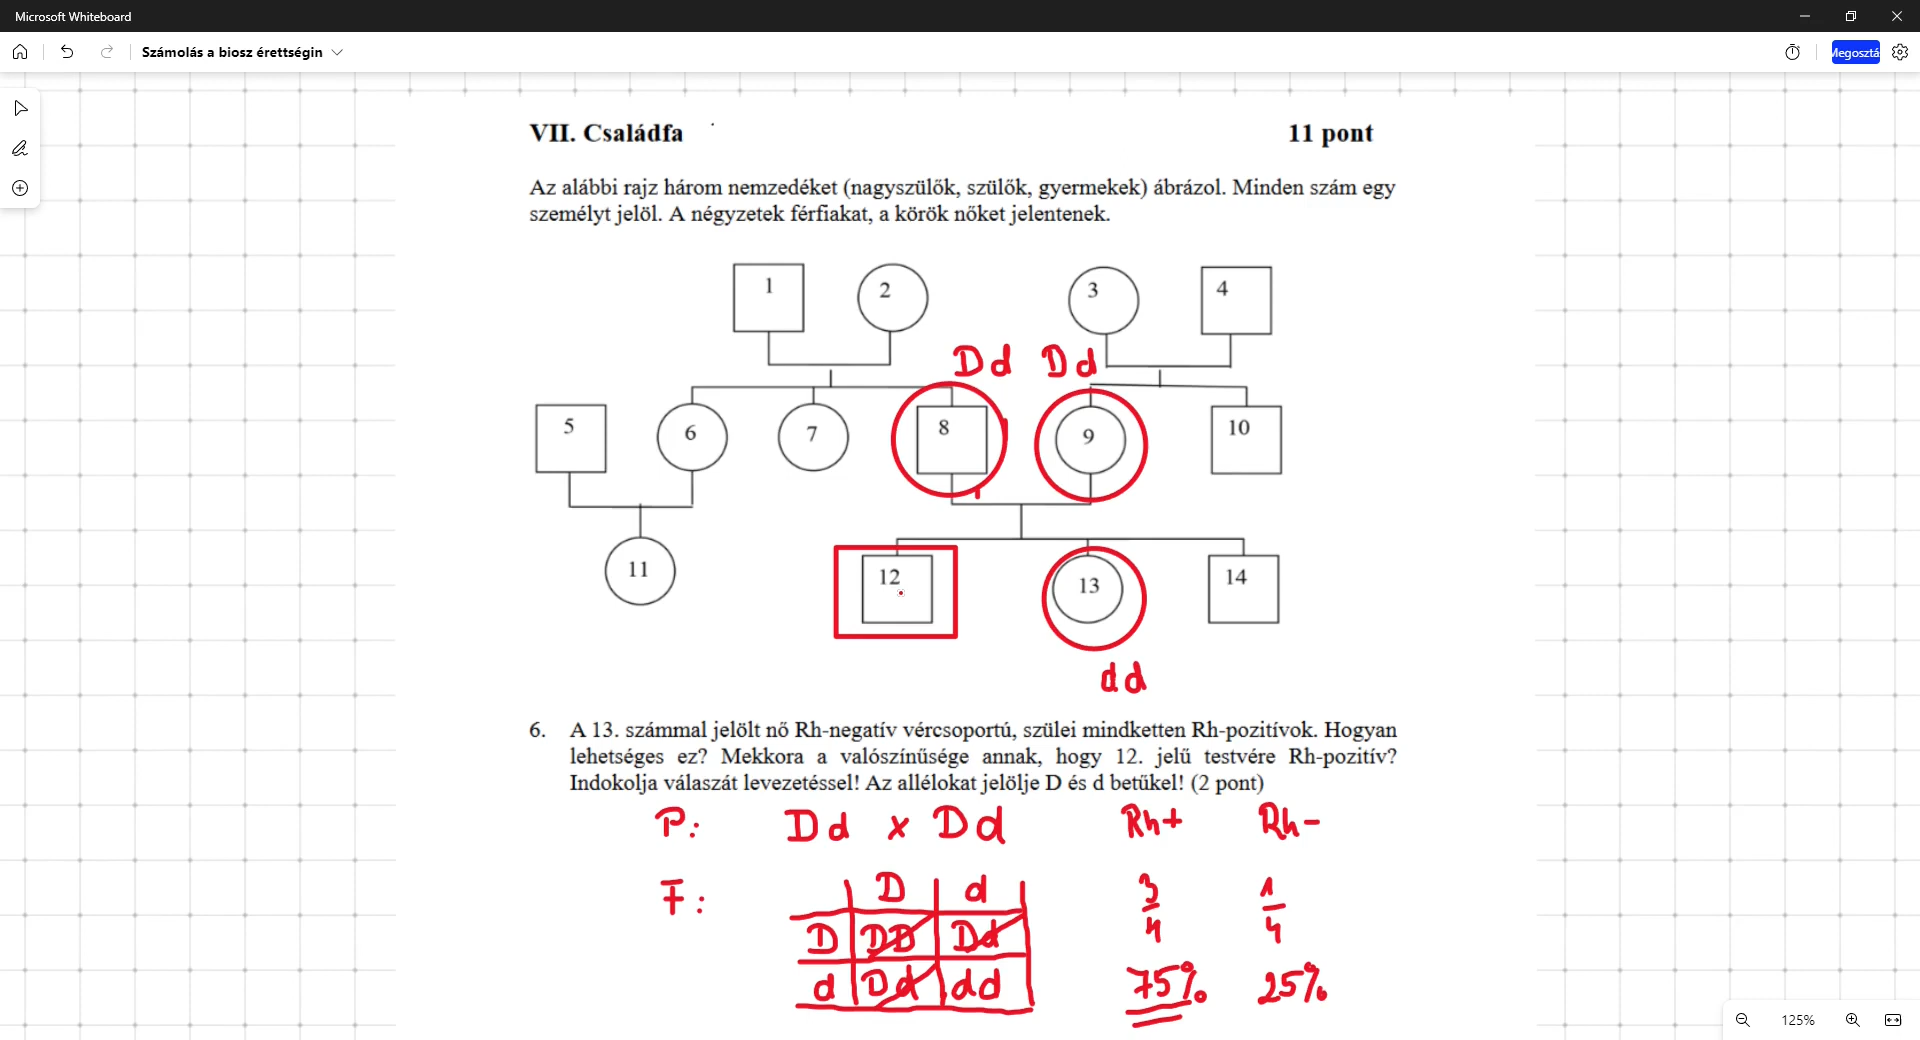 Microsoft Whiteboard
Számolás a biosz érettségin
Megosztá
VII. Családfa 11 pont
Az alábbi rajz három nemzedéket (nagyszülők, szülők, gyermekek) ábrázol. Minden szám egy
személyt jelöl. A négyzetek férfiakat, a körök nőket jelentenek.
1 2 3 4
Dd Dd
5 6 7 8 9 10
11 12 13 14
dd
6. A 13. számmal jelölt nő Rh-negatív vércsoportú, szülei mindketten Rh-pozitívok. Hogyan
lehetséges ez? Mekkora a valószínűsége annak, hogy 12. jelű testvére Rh-pozitív?
Indokolja válaszát levezetéssel! Az allélokat jelölje D és d betűkel! (2 pont)
P: Dd x Dd Rh+ Rh-
F: D d 3/4 1/4
D DD Dd
d Dd dd 75% 25%
125%